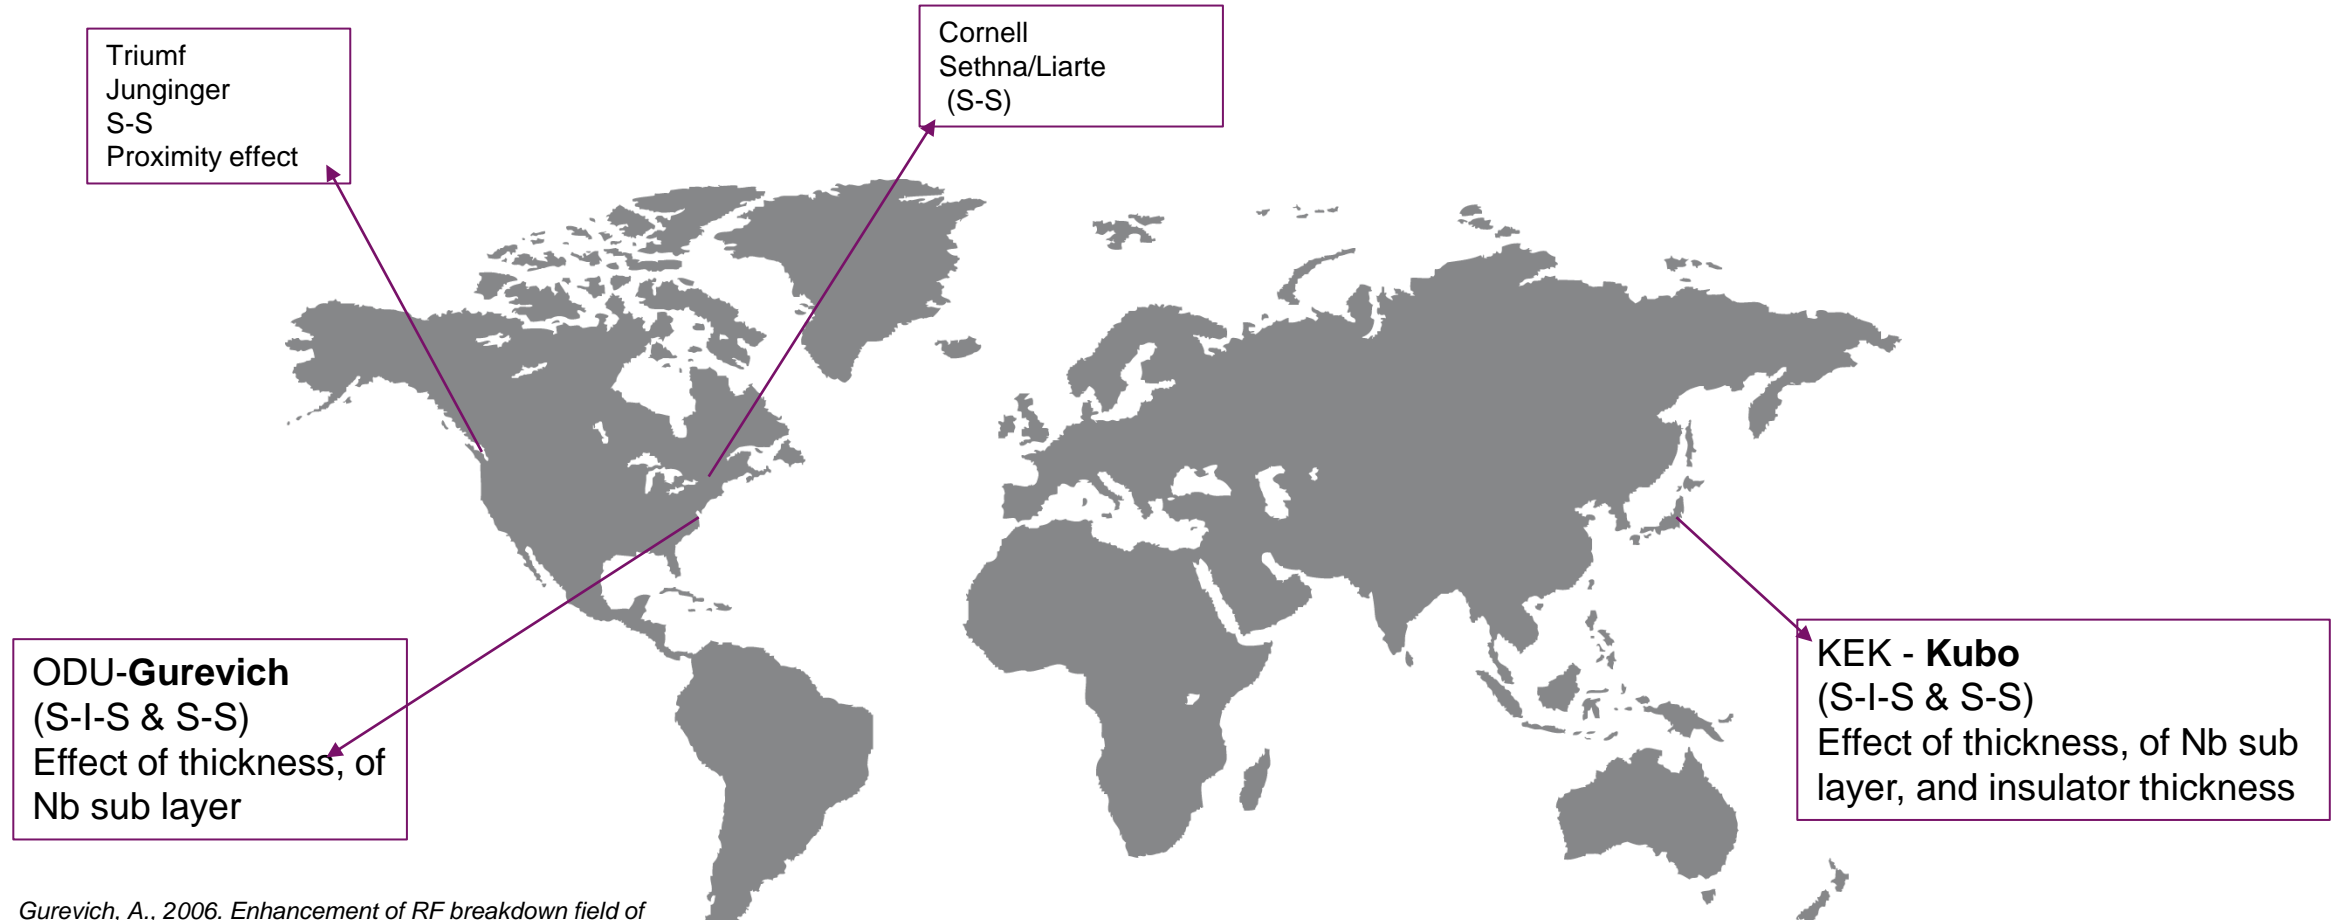 Triumf
Junginger
S-S
Proximity effect
Cornell
Sethna/Liarte
(S-S)
ODU-Gurevich
(S-I-S & S-S)
Effect of thickness, of
Nb sub layer
KEK - Kubo
(S-I-S & S-S)
Effect of thickness, of Nb sub
layer, and insulator thickness
Gurevich, A., 2006. Enhancement of RF breakdown field of